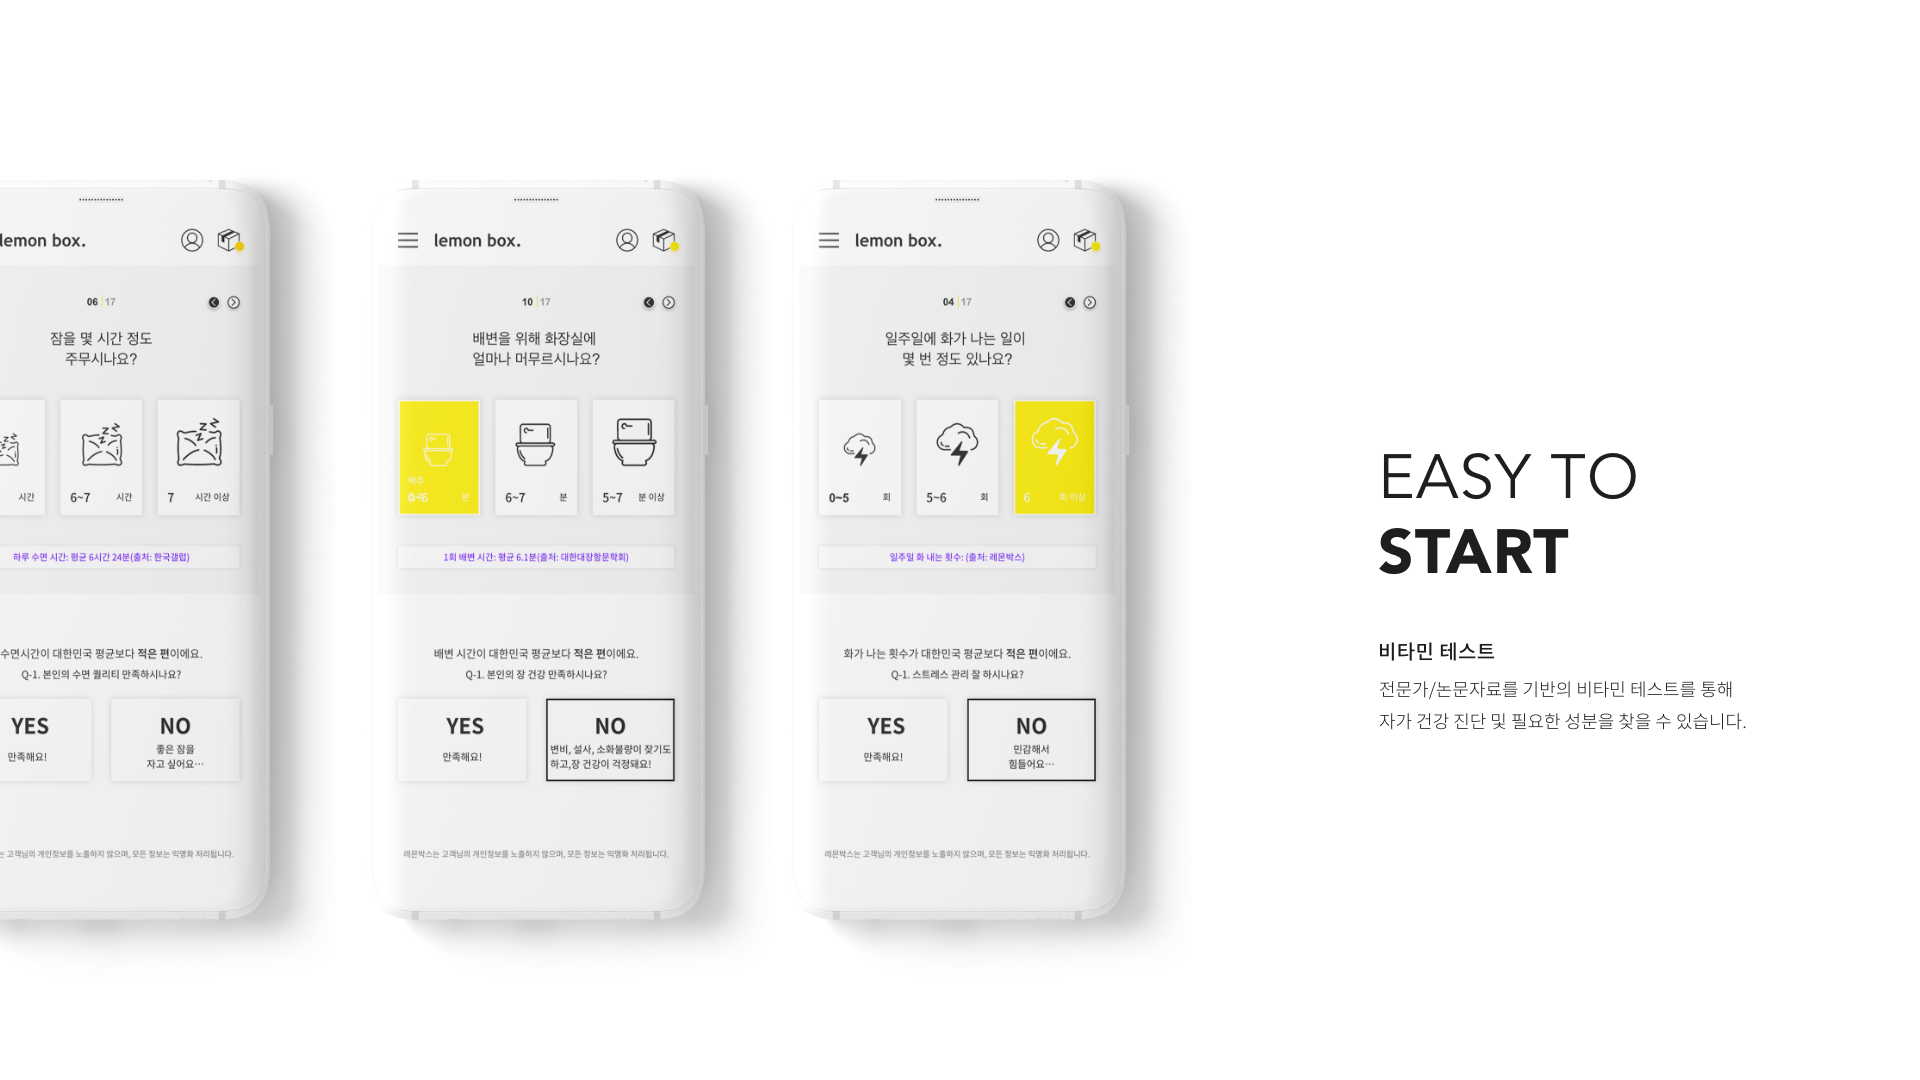 lemon box.
06 | 17
잠을 몇 시간 정도
주무시나요?
시간
6~7 시간
7 시간 이상
하루 수면 시간: 평균 6시간 24분(출처: 한국갤럽)
수면시간이 대한민국 평균보다 적은 편이에요.
Q-1. 본인의 수면 퀄리티 만족하시나요?
YES
만족해요!
NO
좋은 잠을
자고 싶어요…
는 고객님의 개인정보를 노출하지 않으며, 모든 정보는 익명화 처리됩니다.
lemon box.
10 | 17
배변을 위해 화장실에
얼마나 머무르시나요?
분
6~7 분
5~7 분 이상
1회 배변 시간: 평균 6.1분(출처: 대한대장항문학회)
배변 시간이 대한민국 평균보다 적은 편이에요.
Q-1. 본인의 장 건강 만족하시나요?
YES
만족해요!
NO
변비, 설사, 소화불량이 잦기도
하고,장 건강이 걱정돼요!
레몬박스는 고객님의 개인정보를 노출하지 않으며, 모든 정보는 익명화 처리됩니다.
lemon box.
04 | 17
일주일에 화가 나는 일이
몇 번 정도 있나요?
0~5 회
5~6 회
6 회 이상
일주일 화 내는 횟수: (출처: 레몬박스)
화가 나는 횟수가 대한민국 평균보다 적은 편이에요.
Q-1. 스트레스 관리 잘 하시나요?
YES
만족해요!
NO
민감해서
힘들어요…
레몬박스는 고객님의 개인정보를 노출하지 않으며, 모든 정보는 익명화 처리됩니다.
EASY TO
START
비타민 테스트
전문가/논문자료를 기반의 비타민 테스트를 통해
자가 건강 진단 및 필요한 성분을 찾을 수 있습니다.